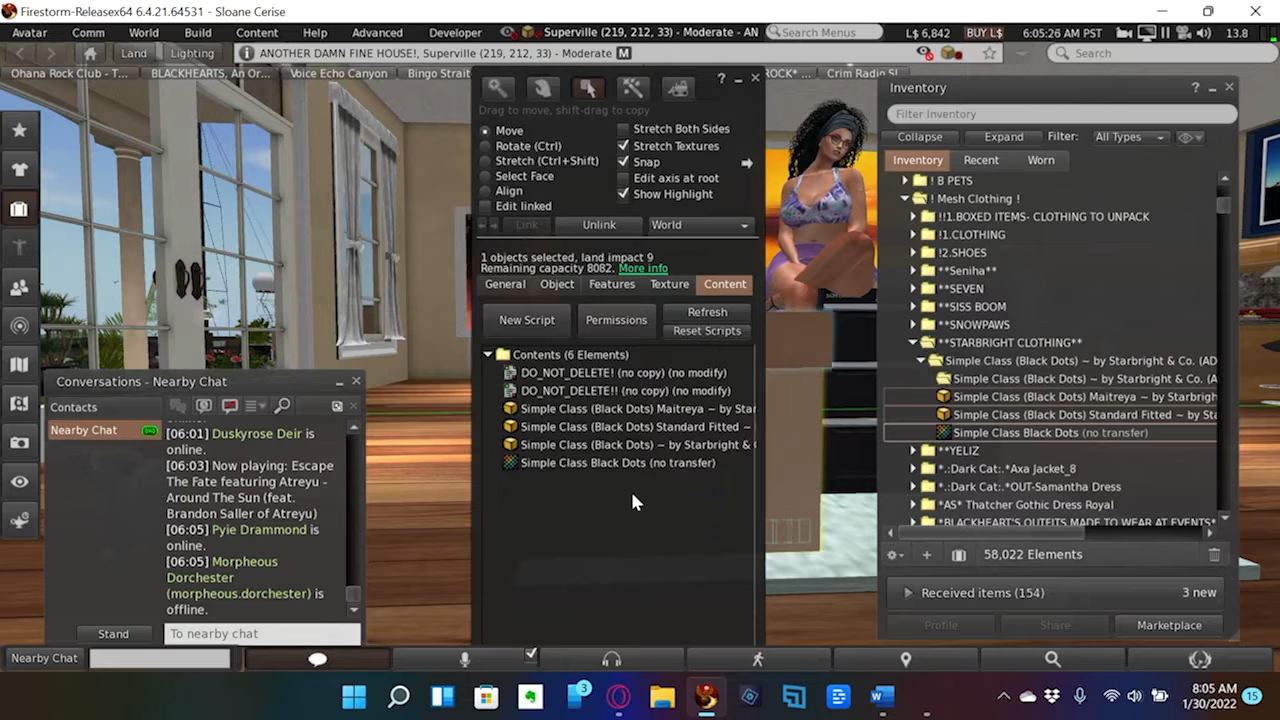 Firestorm-Releasex64 6.4.21.64531 - Sloane Cerise
Avatar Comm World Build Content Help Advanced Developer Superville (219, 212, 33) - Moderate - AN Search Menus L$ 6,842 BUY L$ 6:05:26 AM PST 13.8
Land Lighting ANOTHER DAMN FINE HOUSE!, Superville (219, 212, 33) - Moderate M Search
Ohana Rock Club - T... BLACKHEARTS, An Or... Voice Echo Canyon Bingo Strait ROCK* ... Crim Radio SL
Drag to move, shift-drag to copy
Move
Rotate (Ctrl)
Stretch (Ctrl+Shift)
Select Face
Align
Edit linked
Stretch Both Sides
Stretch Textures
Snap
Edit axis at root
Show Highlight
Link Unlink World
1 objects selected, land impact 9
Remaining capacity 8082. More info
General Object Features Texture Content
New Script Permissions Refresh
Reset Scripts
Contents (6 Elements)
DO_NOT_DELETE! (no copy) (no modify)
DO_NOT_DELETE!! (no copy) (no modify)
Simple Class (Black Dots) Maitreya ~ by Star
Simple Class (Black Dots) Standard Fitted ~
Simple Class (Black Dots) ~ by Starbright &
Simple Class Black Dots (no transfer)
Inventory
Filter Inventory
Collapse Expand Filter: All Types
Inventory Recent Worn
! B PETS
! Mesh Clothing !
!!1.BOXED ITEMS- CLOTHING TO UNPACK
!1.CLOTHING
!2.SHOES
**Seniha**
**SEVEN
**SISS BOOM
**SNOWPAWS
**STARBRIGHT CLOTHING**
Simple Class (Black Dots) ~ by Starbright & Co. (AD
Simple Class (Black Dots) ~ by Starbright & Co. (A
Simple Class (Black Dots) Maitreya ~ by Starbrigh
Simple Class (Black Dots) Standard Fitted ~ by Sta
Simple Class Black Dots (no transfer)
**YELIZ
*.:Dark Cat:.*Axa Jacket_8
*.:Dark Cat:.*OUT-Samantha Dress
*AS* Thatcher Gothic Dress Royal
*BLACKHEART'S OUTFITS MADE TO WEAR AT EVENTS*
58,022 Elements
Received items (154) 3 new
Profile Share Marketplace
Conversations - Nearby Chat
Contacts
Nearby Chat
[06:01] Duskyrose Deir is
online.
[06:03] Now playing: Escape
The Fate featuring Atreyu -
Around The Sun (feat.
Brandon Saller of Atreyu)
[06:05] Pyie Drammond is
online.
[06:05] Morpheous
Dorchester
(morpheous.dorchester) is
offline.
Stand To nearby chat
Nearby Chat
3
8:05 AM
1/30/2022
15